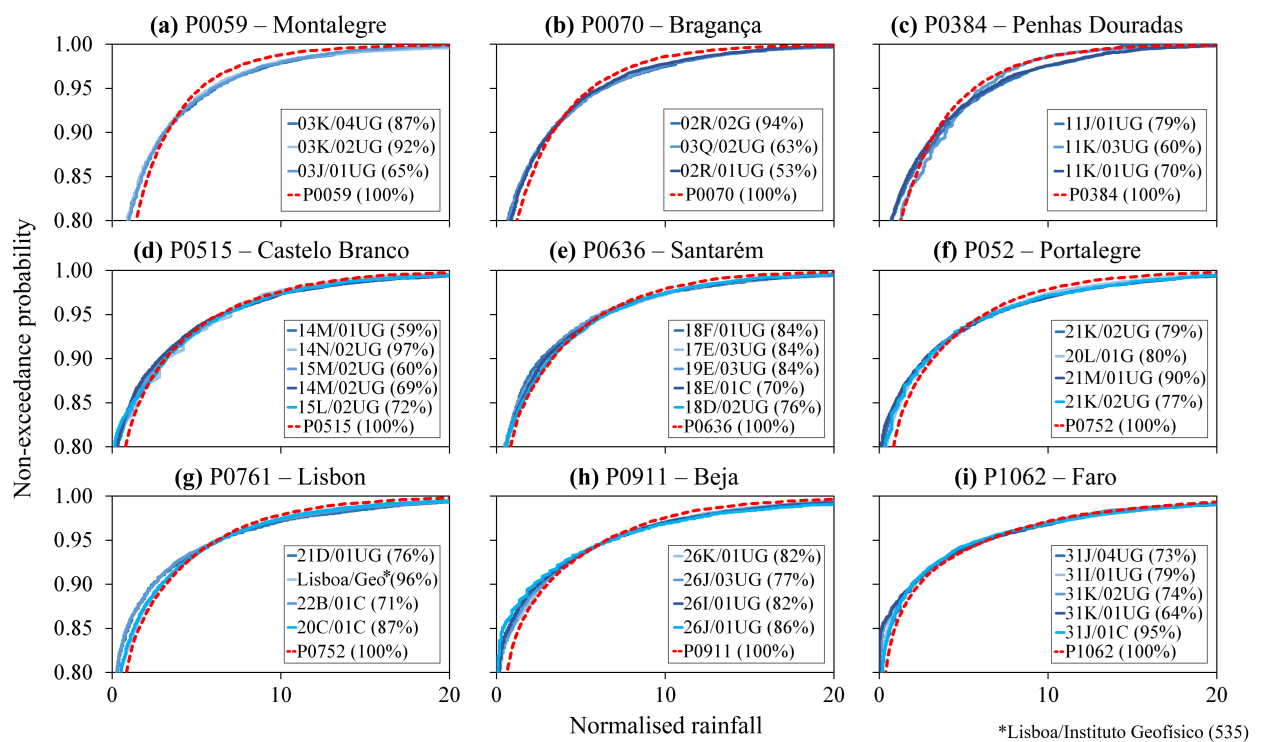 (a) P0059 – Montalegre
(b) P0070 – Bragança
(c) P0384 – Penhas Douradas
Non-exceedance probability
1.00
0.95
0.90
0.85
0.80
03K/04UG (87%)
03K/02UG (92%)
03J/01UG (65%)
P0059 (100%)
02R/02G (94%)
03Q/02UG (63%)
02R/01UG (53%)
P0070 (100%)
11J/01UG (79%)
11K/03UG (60%)
11K/01UG (70%)
P0384 (100%)
(d) P0515 – Castelo Branco
(e) P0636 – Santarém
(f) P052 – Portalegre
1.00
0.95
0.90
0.85
0.80
14M/01UG (59%)
14N/02UG (97%)
15M/02UG (60%)
14M/02UG (69%)
15L/02UG (72%)
P0515 (100%)
18F/01UG (84%)
17E/03UG (84%)
19E/03UG (84%)
18E/01C (70%)
18D/02UG (76%)
P0636 (100%)
21K/02UG (79%)
20L/01G (80%)
21M/01UG (90%)
21K/02UG (77%)
P0752 (100%)
(g) P0761 – Lisbon
(h) P0911 – Beja
(i) P1062 – Faro
1.00
0.95
0.90
0.85
0.80
21D/01UG (76%)
Lisboa/Geo*(96%)
22B/01C (71%)
20C/01C (87%)
P0752 (100%)
26K/01UG (82%)
26J/03UG (77%)
26I/01UG (82%)
26J/01UG (86%)
P0911 (100%)
31J/04UG (73%)
31I/01UG (79%)
31K/02UG (74%)
31K/01UG (64%)
31J/01C (95%)
P1062 (100%)
0 10 20
0 10 20
0 10 20
Normalised rainfall
*Lisboa/Instituto Geofísico (535)